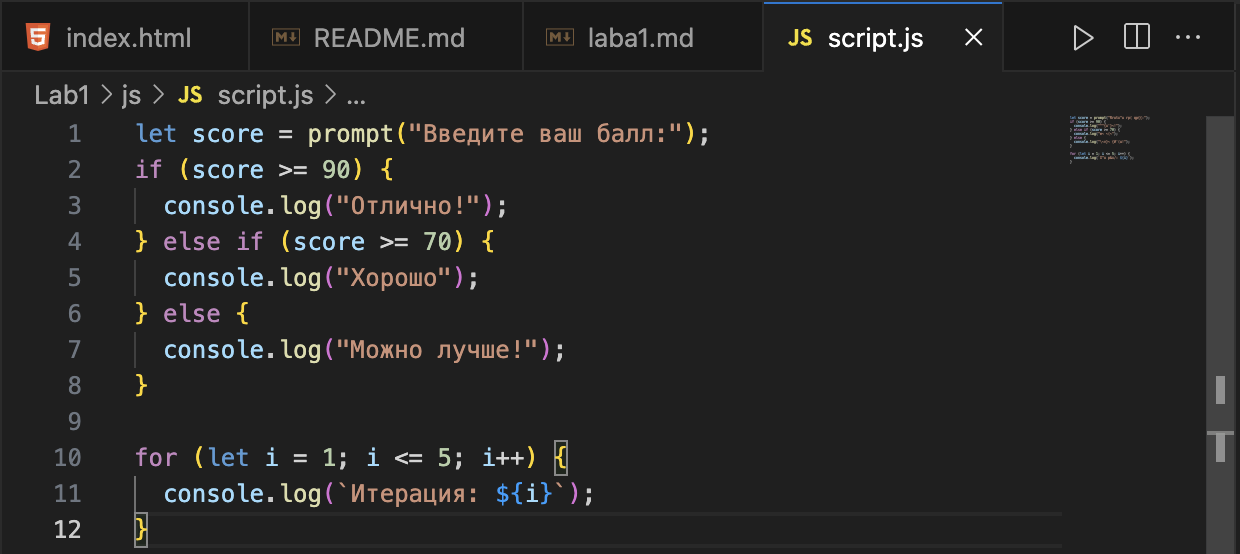 index.html README.md laba1.md JS script.js
Lab1 > js > JS script.js > ...
1 let score = prompt("Введите ваш балл:");
2 if (score >= 90) {
3 console.log("Отлично!");
4 } else if (score >= 70) {
5 console.log("Хорошо");
6 } else {
7 console.log("Можно лучше!");
8 }
9
10 for (let i = 1; i <= 5; i++) {
11 console.log(`Итерация: ${i}`);
12 }